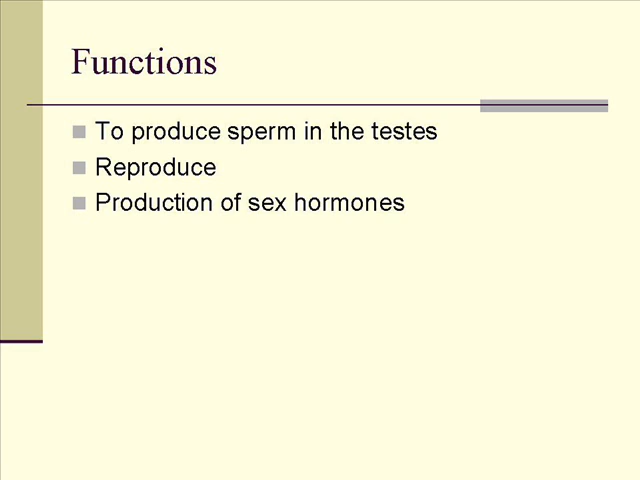 Functions
To produce sperm in the testes
Reproduce
Production of sex hormones